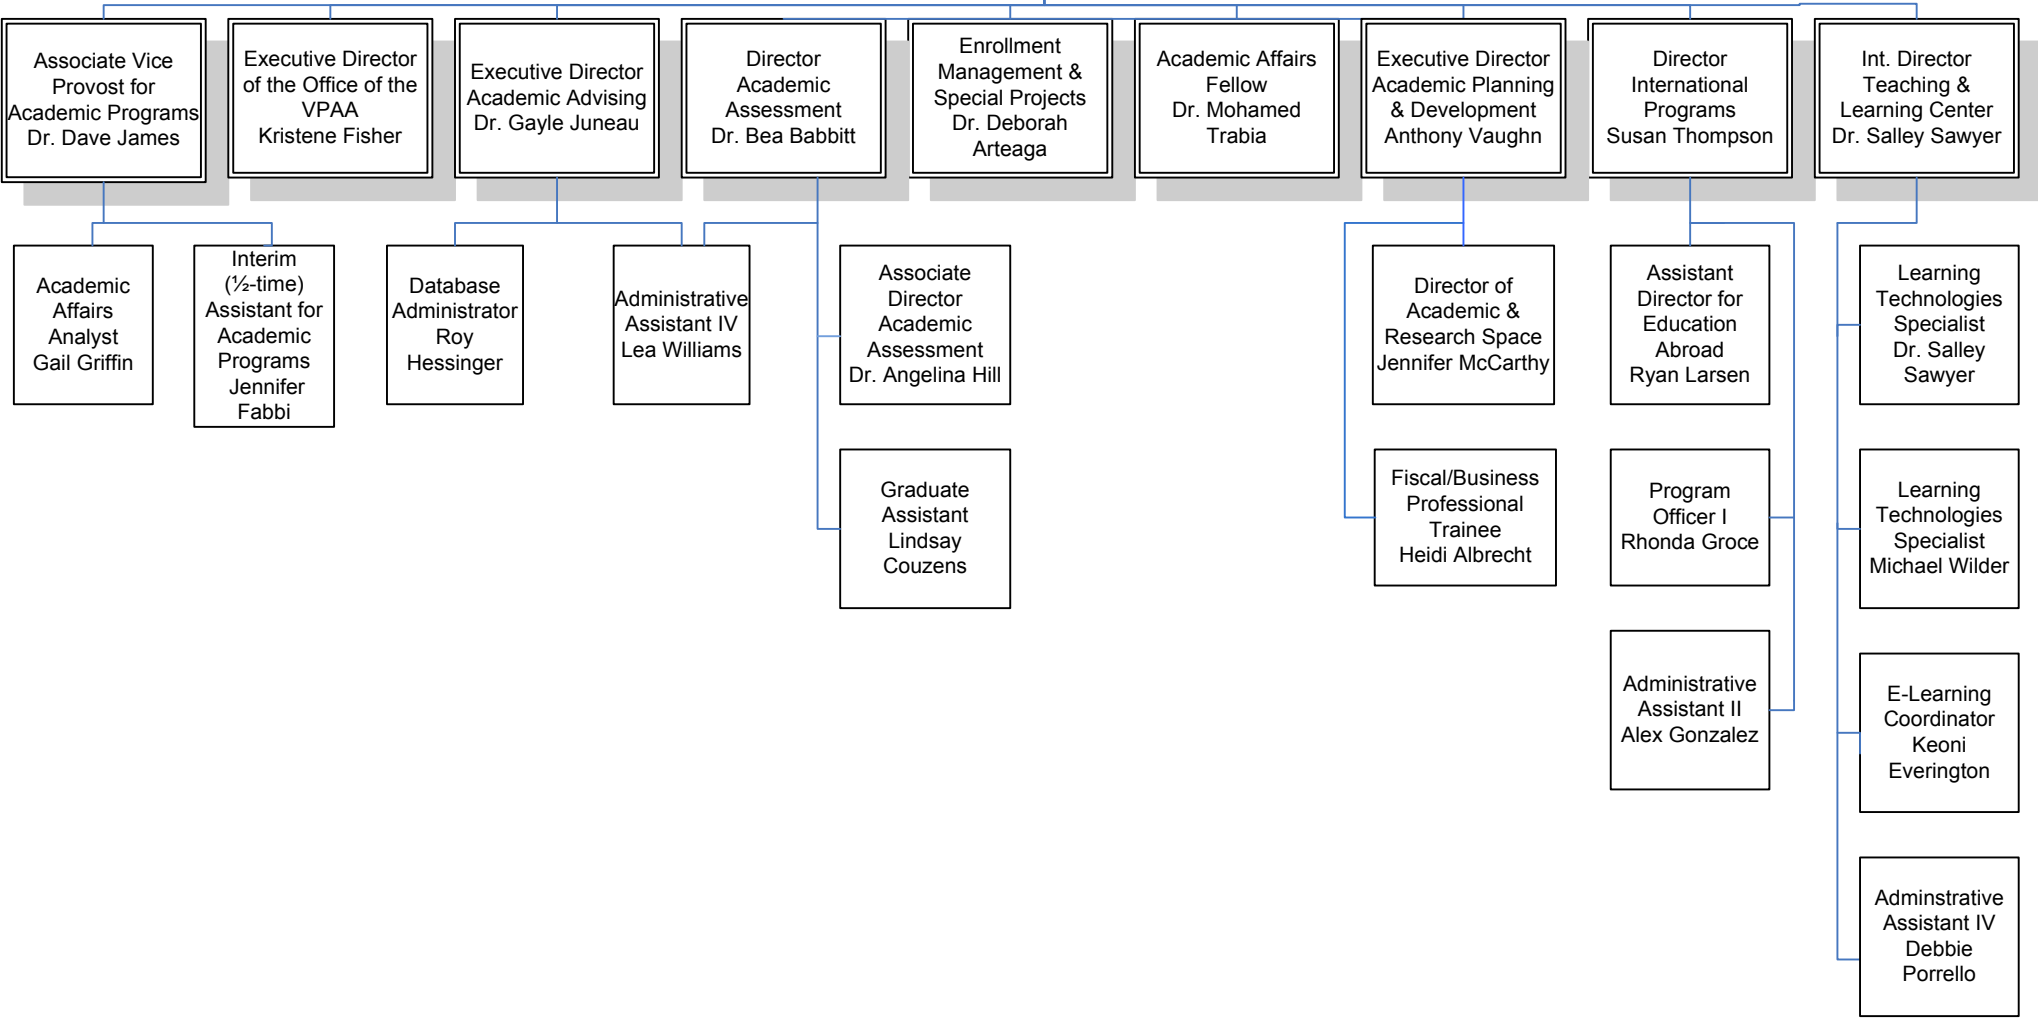 Associate Vice
Provost for
Academic Programs
Dr. Dave James
Executive Director
of the Office of the
VPAA
Kristene Fisher
Executive Director
Academic Advising
Dr. Gayle Juneau
Director
Academic
Assessment
Dr. Bea Babbitt
Enrollment
Management &
Special Projects
Dr. Deborah
Arteaga
Academic Affairs
Fellow
Dr. Mohamed
Trabia
Executive Director
Academic Planning
& Development
Anthony Vaughn
Director
International
Programs
Susan Thompson
Int. Director
Teaching &
Learning Center
Dr. Salley Sawyer
Academic
Affairs
Analyst
Gail Griffin
Interim
(½-time)
Assistant for
Academic
Programs
Jennifer
Fabbi
Database
Administrator
Roy
Hessinger
Administrative
Assistant IV
Lea Williams
Associate
Director
Academic
Assessment
Dr. Angelina Hill
Director of
Academic &
Research Space
Jennifer McCarthy
Assistant
Director for
Education
Abroad
Ryan Larsen
Learning
Technologies
Specialist
Dr. Salley
Sawyer
Graduate
Assistant
Lindsay
Couzens
Fiscal/Business
Professional
Trainee
Heidi Albrecht
Program
Officer I
Rhonda Groce
Learning
Technologies
Specialist
Michael Wilder
Administrative
Assistant II
Alex Gonzalez
E-Learning
Coordinator
Keoni
Everington
Adminstrative
Assistant IV
Debbie
Porrello